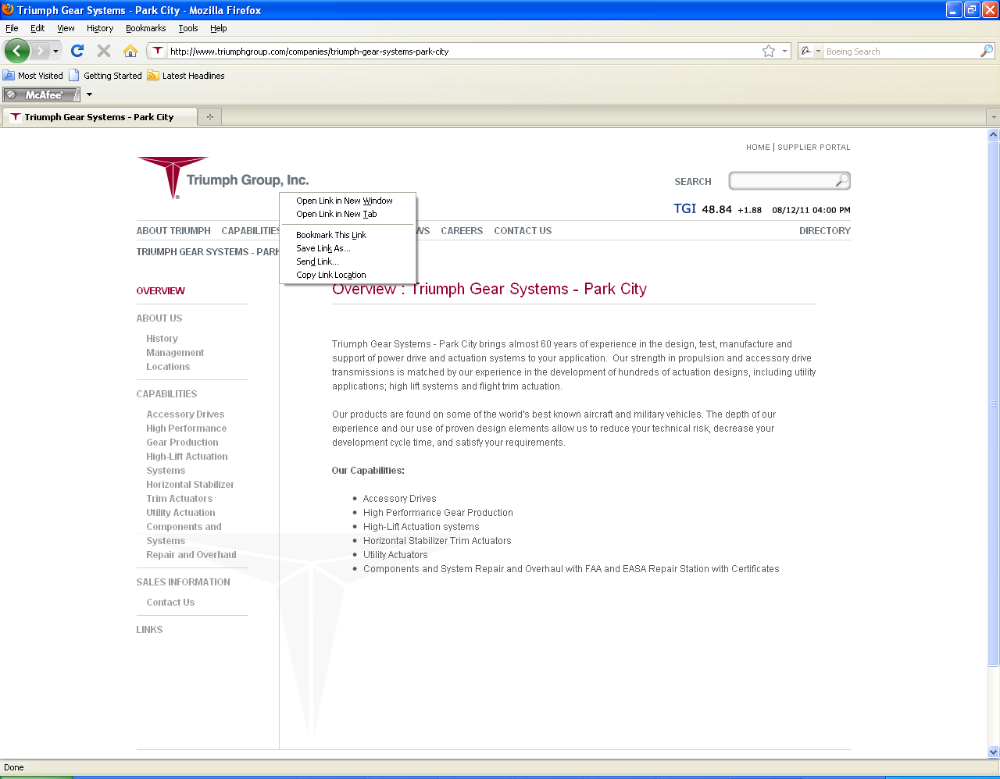 Triumph Gear Systems - Park City - Mozilla Firefox
File Edit View History Bookmarks Tools Help
http://www.triumphgroup.com/companies/triumph-gear-systems-park-city
Boeing Search
Most Visited Getting Started Latest Headlines
McAfee
Triumph Gear Systems - Park City
HOME | SUPPLIER PORTAL
Triumph Group, Inc.
SEARCH
TGI 48.84 +1.88 08/12/11 04:00 PM
ABOUT TRIUMPH CAPABILITIES WS CAREERS CONTACT US DIRECTORY
TRIUMPH GEAR SYSTEMS - PARK
Open Link in New Window
Open Link in New Tab
Bookmark This Link
Save Link As...
Send Link...
Copy Link Location
OVERVIEW
ABOUT US
History
Management
Locations
CAPABILITIES
Accessory Drives
High Performance
Gear Production
High-Lift Actuation
Systems
Horizontal Stabilizer
Trim Actuators
Utility Actuation
Components and
Systems
Repair and Overhaul
SALES INFORMATION
Contact Us
LINKS
Overview : Triumph Gear Systems - Park City
Triumph Gear Systems - Park City brings almost 60 years of experience in the design, test, manufacture and
support of power drive and actuation systems to your application. Our strength in propulsion and accessory drive
transmissions is matched by our experience in the development of hundreds of actuation designs, including utility
applications; high lift systems and flight trim actuation.
Our products are found on some of the world's best known aircraft and military vehicles. The depth of our
experience and our use of proven design elements allow us to reduce your technical risk, decrease your
development cycle time, and satisfy your requirements.
Our Capabilities:
• Accessory Drives
• High Performance Gear Production
• High-Lift Actuation systems
• Horizontal Stabilizer Trim Actuators
• Utility Actuators
• Components and System Repair and Overhaul with FAA and EASA Repair Station with Certificates
Done